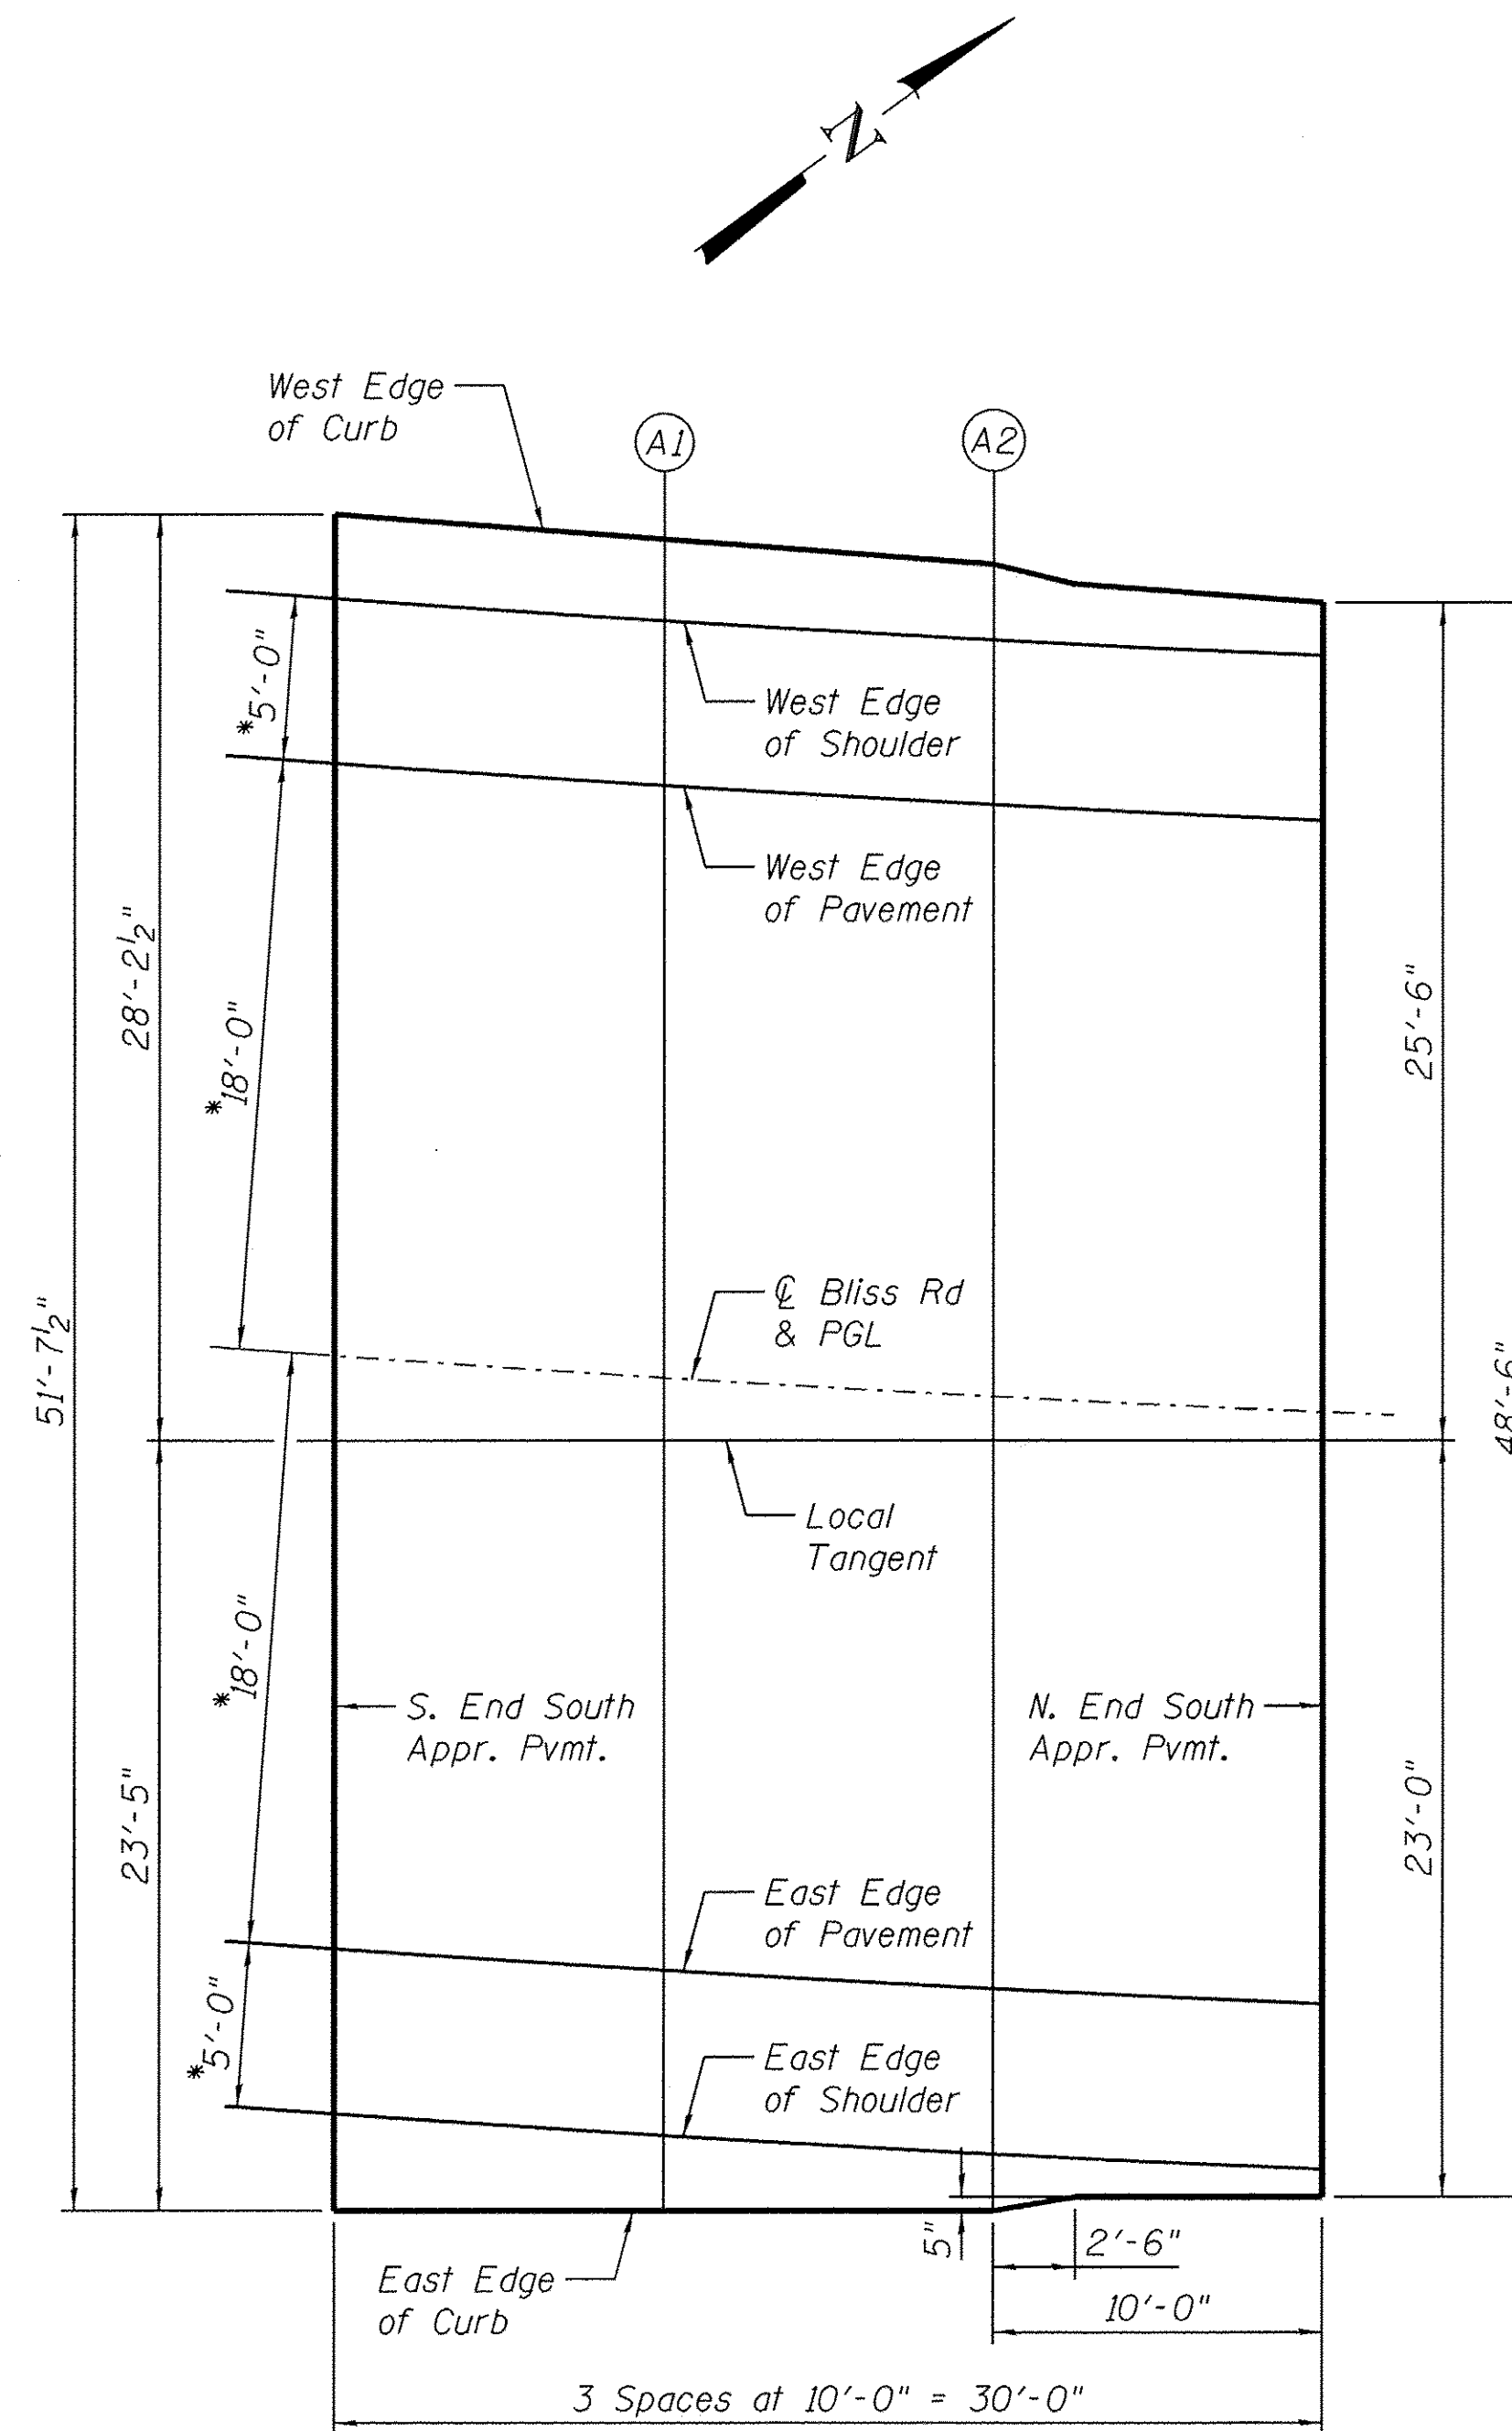 N
West Edge
of Curb
A1
A2
*5'-0"
West Edge
of Shoulder
West Edge
of Pavement
28'-2½"
25'-6"
*18'-0"
℄ Bliss Rd
& PGL
51'-7½"
48'-6"
Local
Tangent
*18'-0"
S. End South
Appr. Pvmt.
N. End South
Appr. Pvmt.
23'-5"
23'-0"
East Edge
of Pavement
*5'-0"
East Edge
of Shoulder
5"
2'-6"
East Edge
of Curb
10'-0"
3 Spaces at 10'-0" = 30'-0"